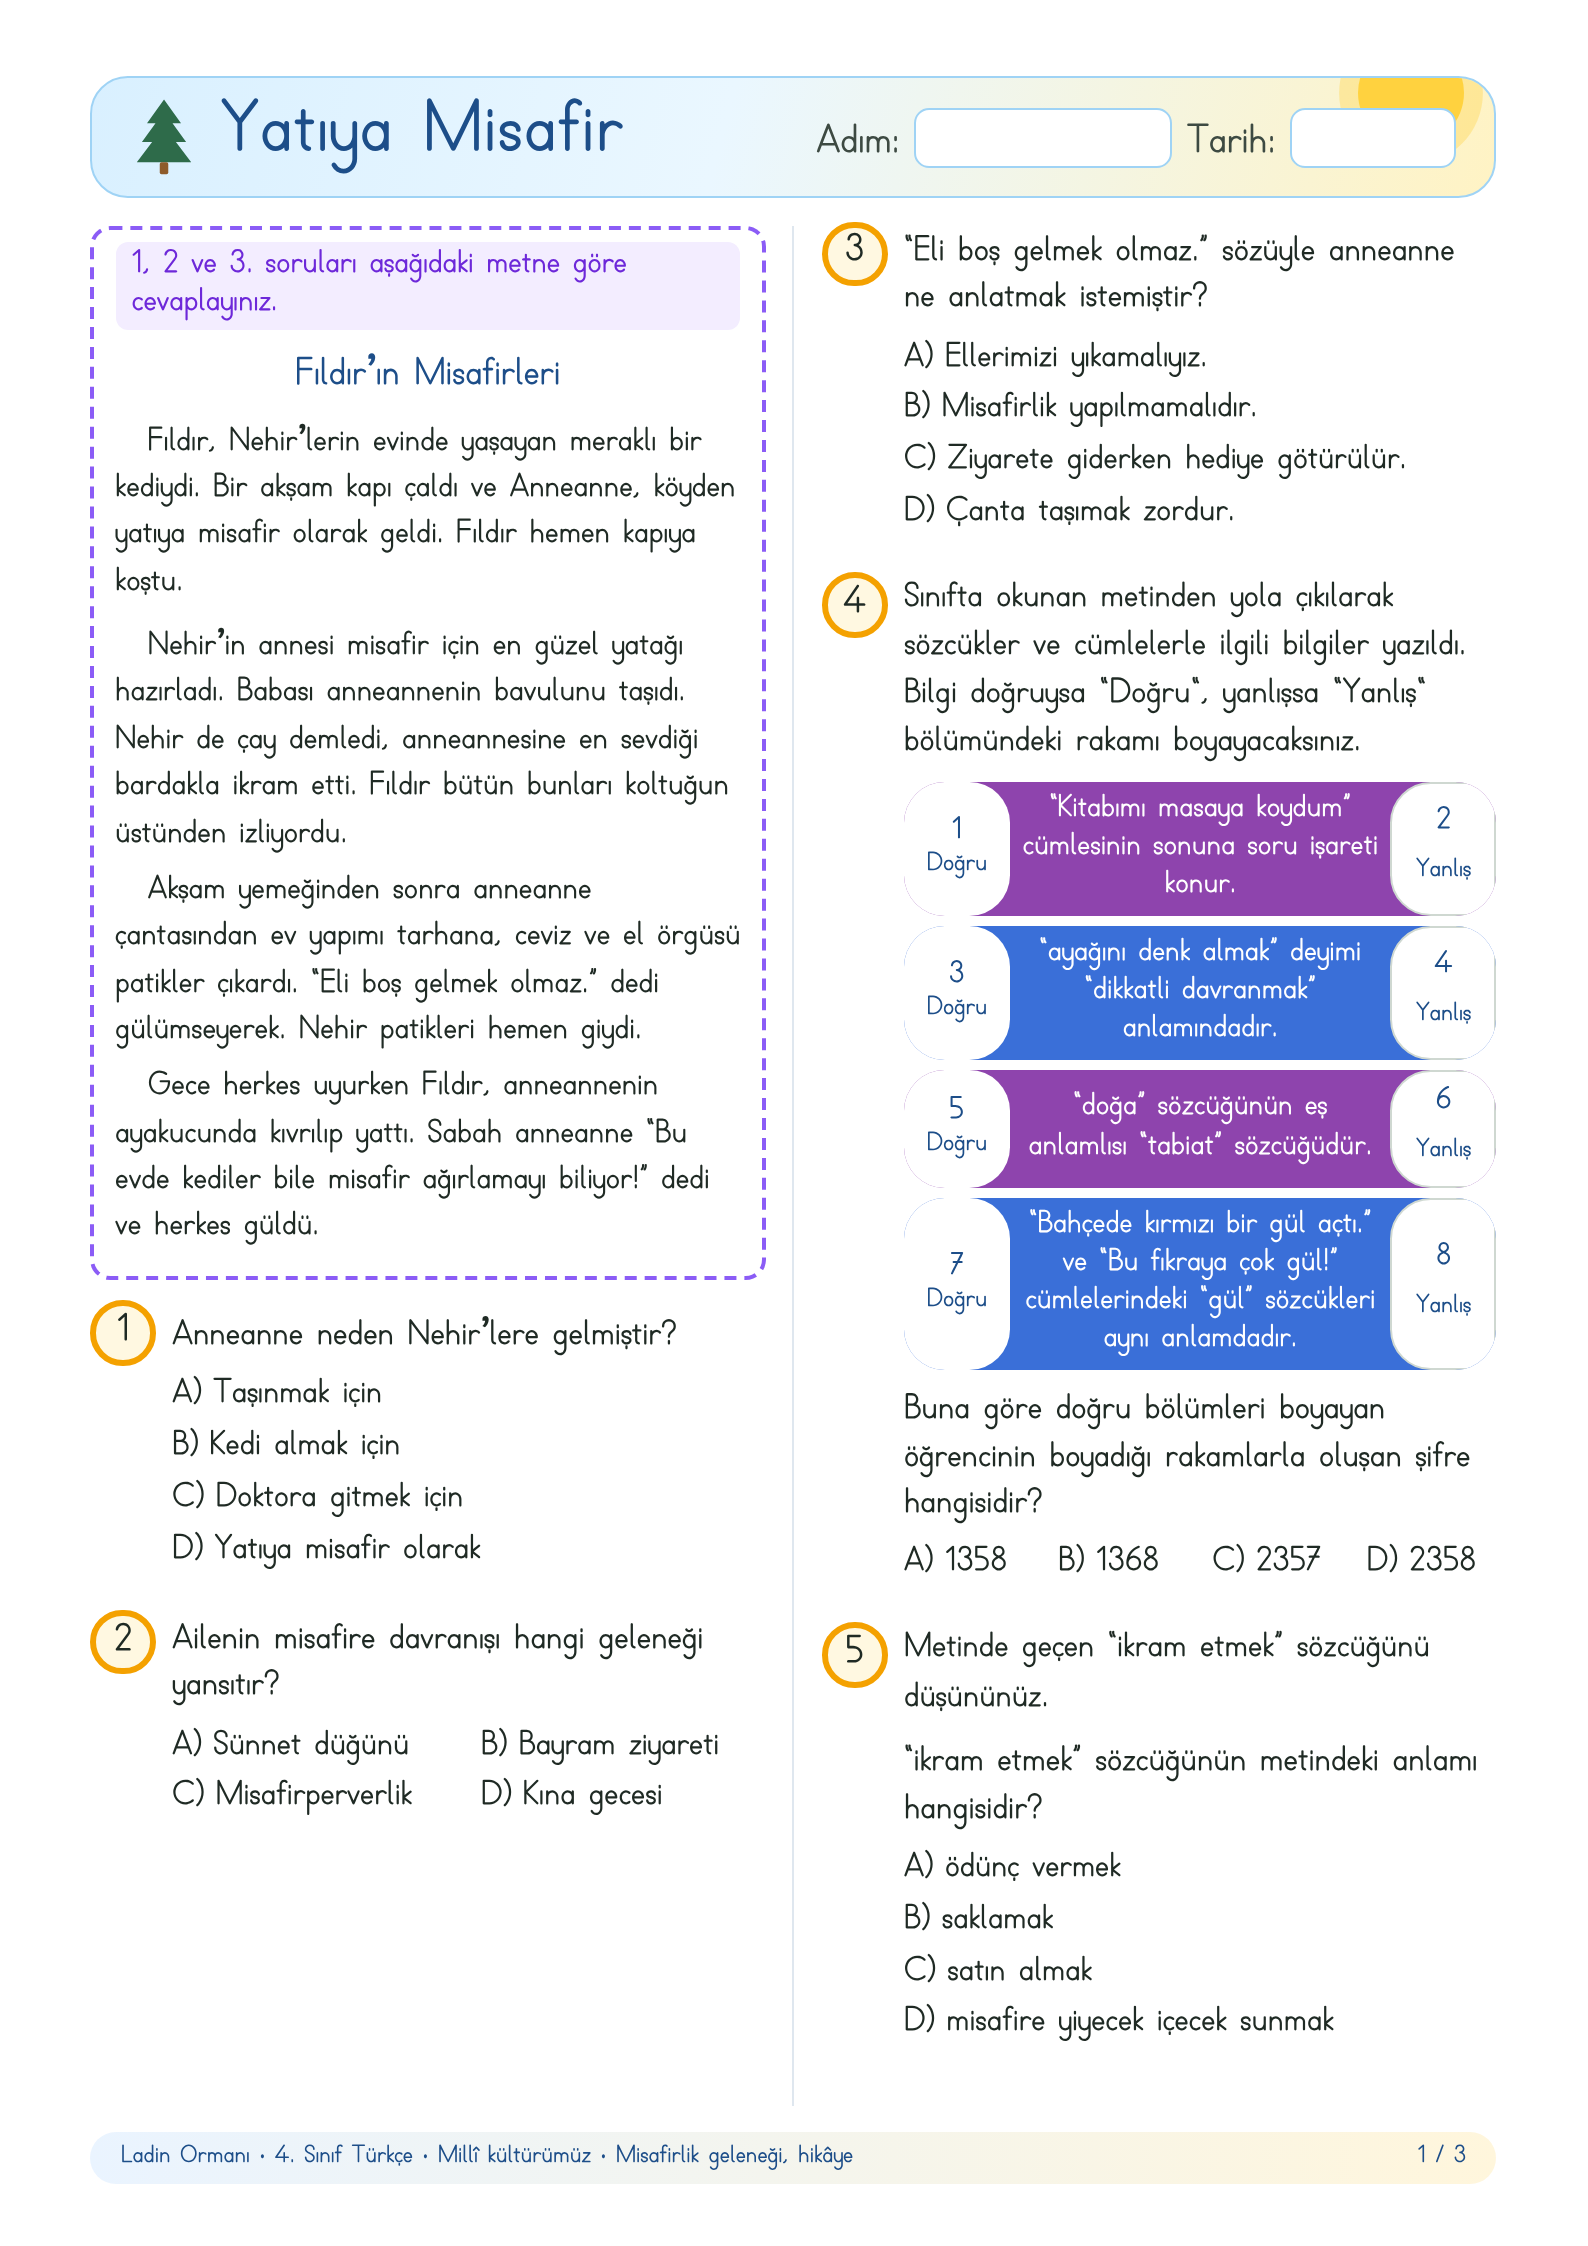 Yatıya Misafir
Adım:
Tarih:
1, 2 ve 3. soruları aşağıdaki metne göre
cevaplayınız.
Fıldır’ın Misafirleri
Fıldır, Nehir’lerin evinde yaşayan meraklı bir
kediydi. Bir akşam kapı çaldı ve Anneanne, köyden
yatıya misafir olarak geldi. Fıldır hemen kapıya
koştu.
Nehir’in annesi misafir için en güzel yatağı
hazırladı. Babası anneannenin bavulunu taşıdı.
Nehir de çay demledi, anneannesine en sevdiği
bardakla ikram etti. Fıldır bütün bunları koltuğun
üstünden izliyordu.
Akşam yemeğinden sonra anneanne
çantasından ev yapımı tarhana, ceviz ve el örgüsü
patikler çıkardı. “Eli boş gelmek olmaz.” dedi
gülümseyerek. Nehir patikleri hemen giydi.
Gece herkes uyurken Fıldır, anneannenin
ayakucunda kıvrılıp yattı. Sabah anneanne “Bu
evde kediler bile misafir ağırlamayı biliyor!” dedi
ve herkes güldü.
1
Anneanne neden Nehir’lere gelmiştir?
A) Taşınmak için
B) Kedi almak için
C) Doktora gitmek için
D) Yatıya misafir olarak
2
Ailenin misafire davranışı hangi geleneği
yansıtır?
A) Sünnet düğünü B) Bayram ziyareti
C) Misafirperverlik D) Kına gecesi
3
“Eli boş gelmek olmaz.” sözüyle anneanne
ne anlatmak istemiştir?
A) Ellerimizi yıkamalıyız.
B) Misafirlik yapılmamalıdır.
C) Ziyarete giderken hediye götürülür.
D) Çanta taşımak zordur.
4
Sınıfta okunan metinden yola çıkılarak
sözcükler ve cümlelerle ilgili bilgiler yazıldı.
Bilgi doğruysa “Doğru“, yanlışsa “Yanlış“
bölümündeki rakamı boyayacaksınız.
1
Doğru
“Kitabımı masaya koydum”
cümlesinin sonuna soru işareti
konur.
2
Yanlış
3
Doğru
“ayağını denk almak” deyimi
“dikkatli davranmak”
anlamındadır.
4
Yanlış
5
Doğru
“doğa” sözcüğünün eş
anlamlısı “tabiat” sözcüğüdür.
6
Yanlış
7
Doğru
“Bahçede kırmızı bir gül açtı.”
ve “Bu fıkraya çok gül!”
cümlelerindeki “gül” sözcükleri
aynı anlamdadır.
8
Yanlış
Buna göre doğru bölümleri boyayan
öğrencinin boyadığı rakamlarla oluşan şifre
hangisidir?
A) 1358 B) 1368 C) 2357 D) 2358
5
Metinde geçen “ikram etmek” sözcüğünü
düşününüz.
“ikram etmek” sözcüğünün metindeki anlamı
hangisidir?
A) ödünç vermek
B) saklamak
C) satın almak
D) misafire yiyecek içecek sunmak
Ladin Ormanı • 4. Sınıf Türkçe • Millî kültürümüz • Misafirlik geleneği, hikâye
1 / 3